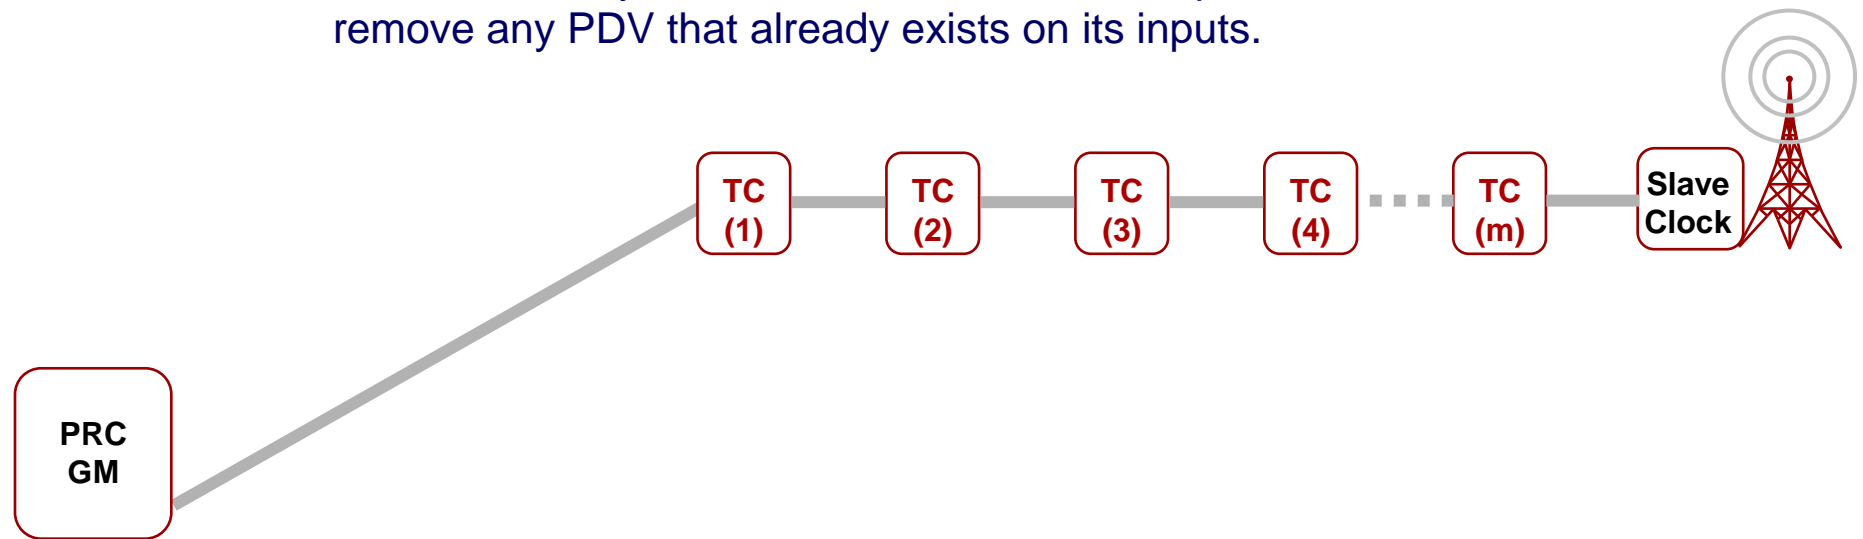 remove any PDV that already exists on its inputs.
TC
(1)
TC
(2)
TC
(3)
TC
(4)
TC
(m)
Slave
Clock
PRC
GM